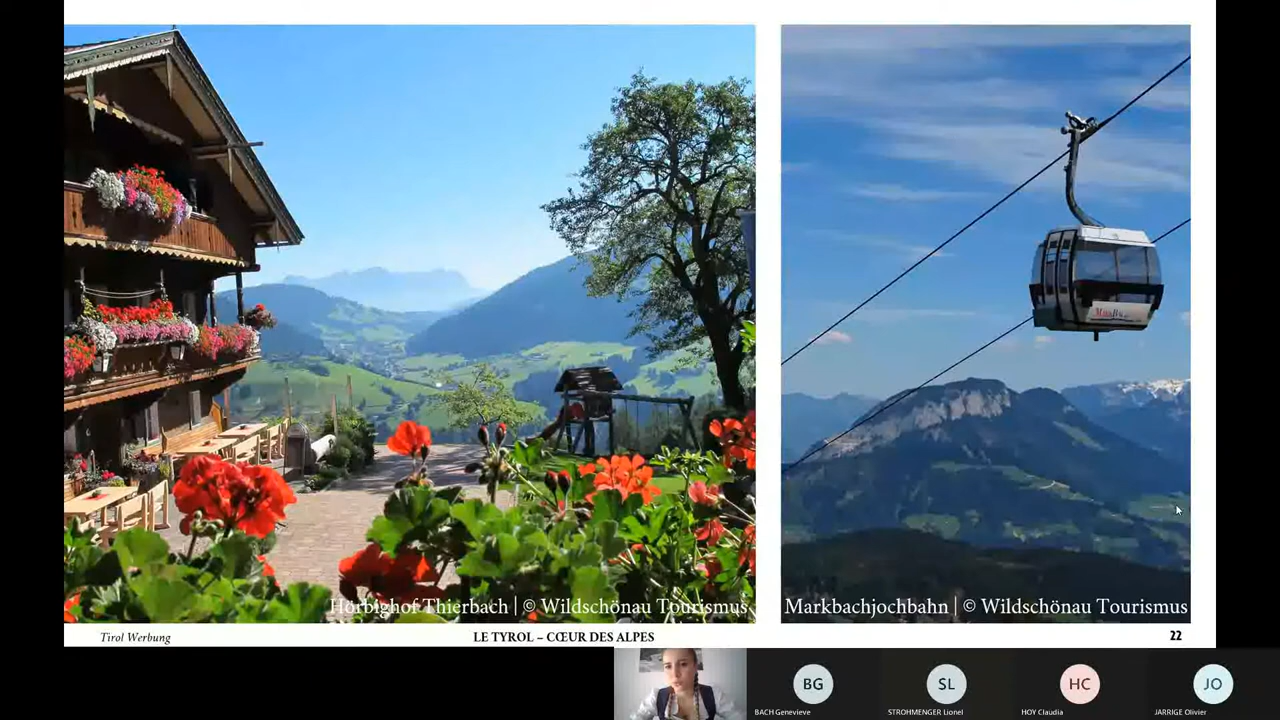 Hörbighof Thierbach | © Wildschönau Tourismus
Markbachjochbahn | © Wildschönau Tourismus
Tirol Werbung
LE TYROL – CŒUR DES ALPES
22
BG
SL
HC
JO
BACH Genevieve
STROHMENGER Lionel
HOY Claudia
JARRIGE Olivier